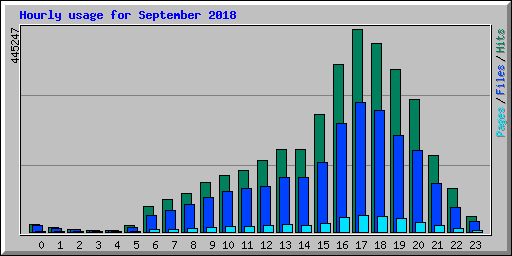 Hourly usage for September 2018
445247
Pages / Files / Hits
0 1 2 3 4 5 6 7 8 9 10 11 12 13 14 15 16 17 18 19 20 21 22 23